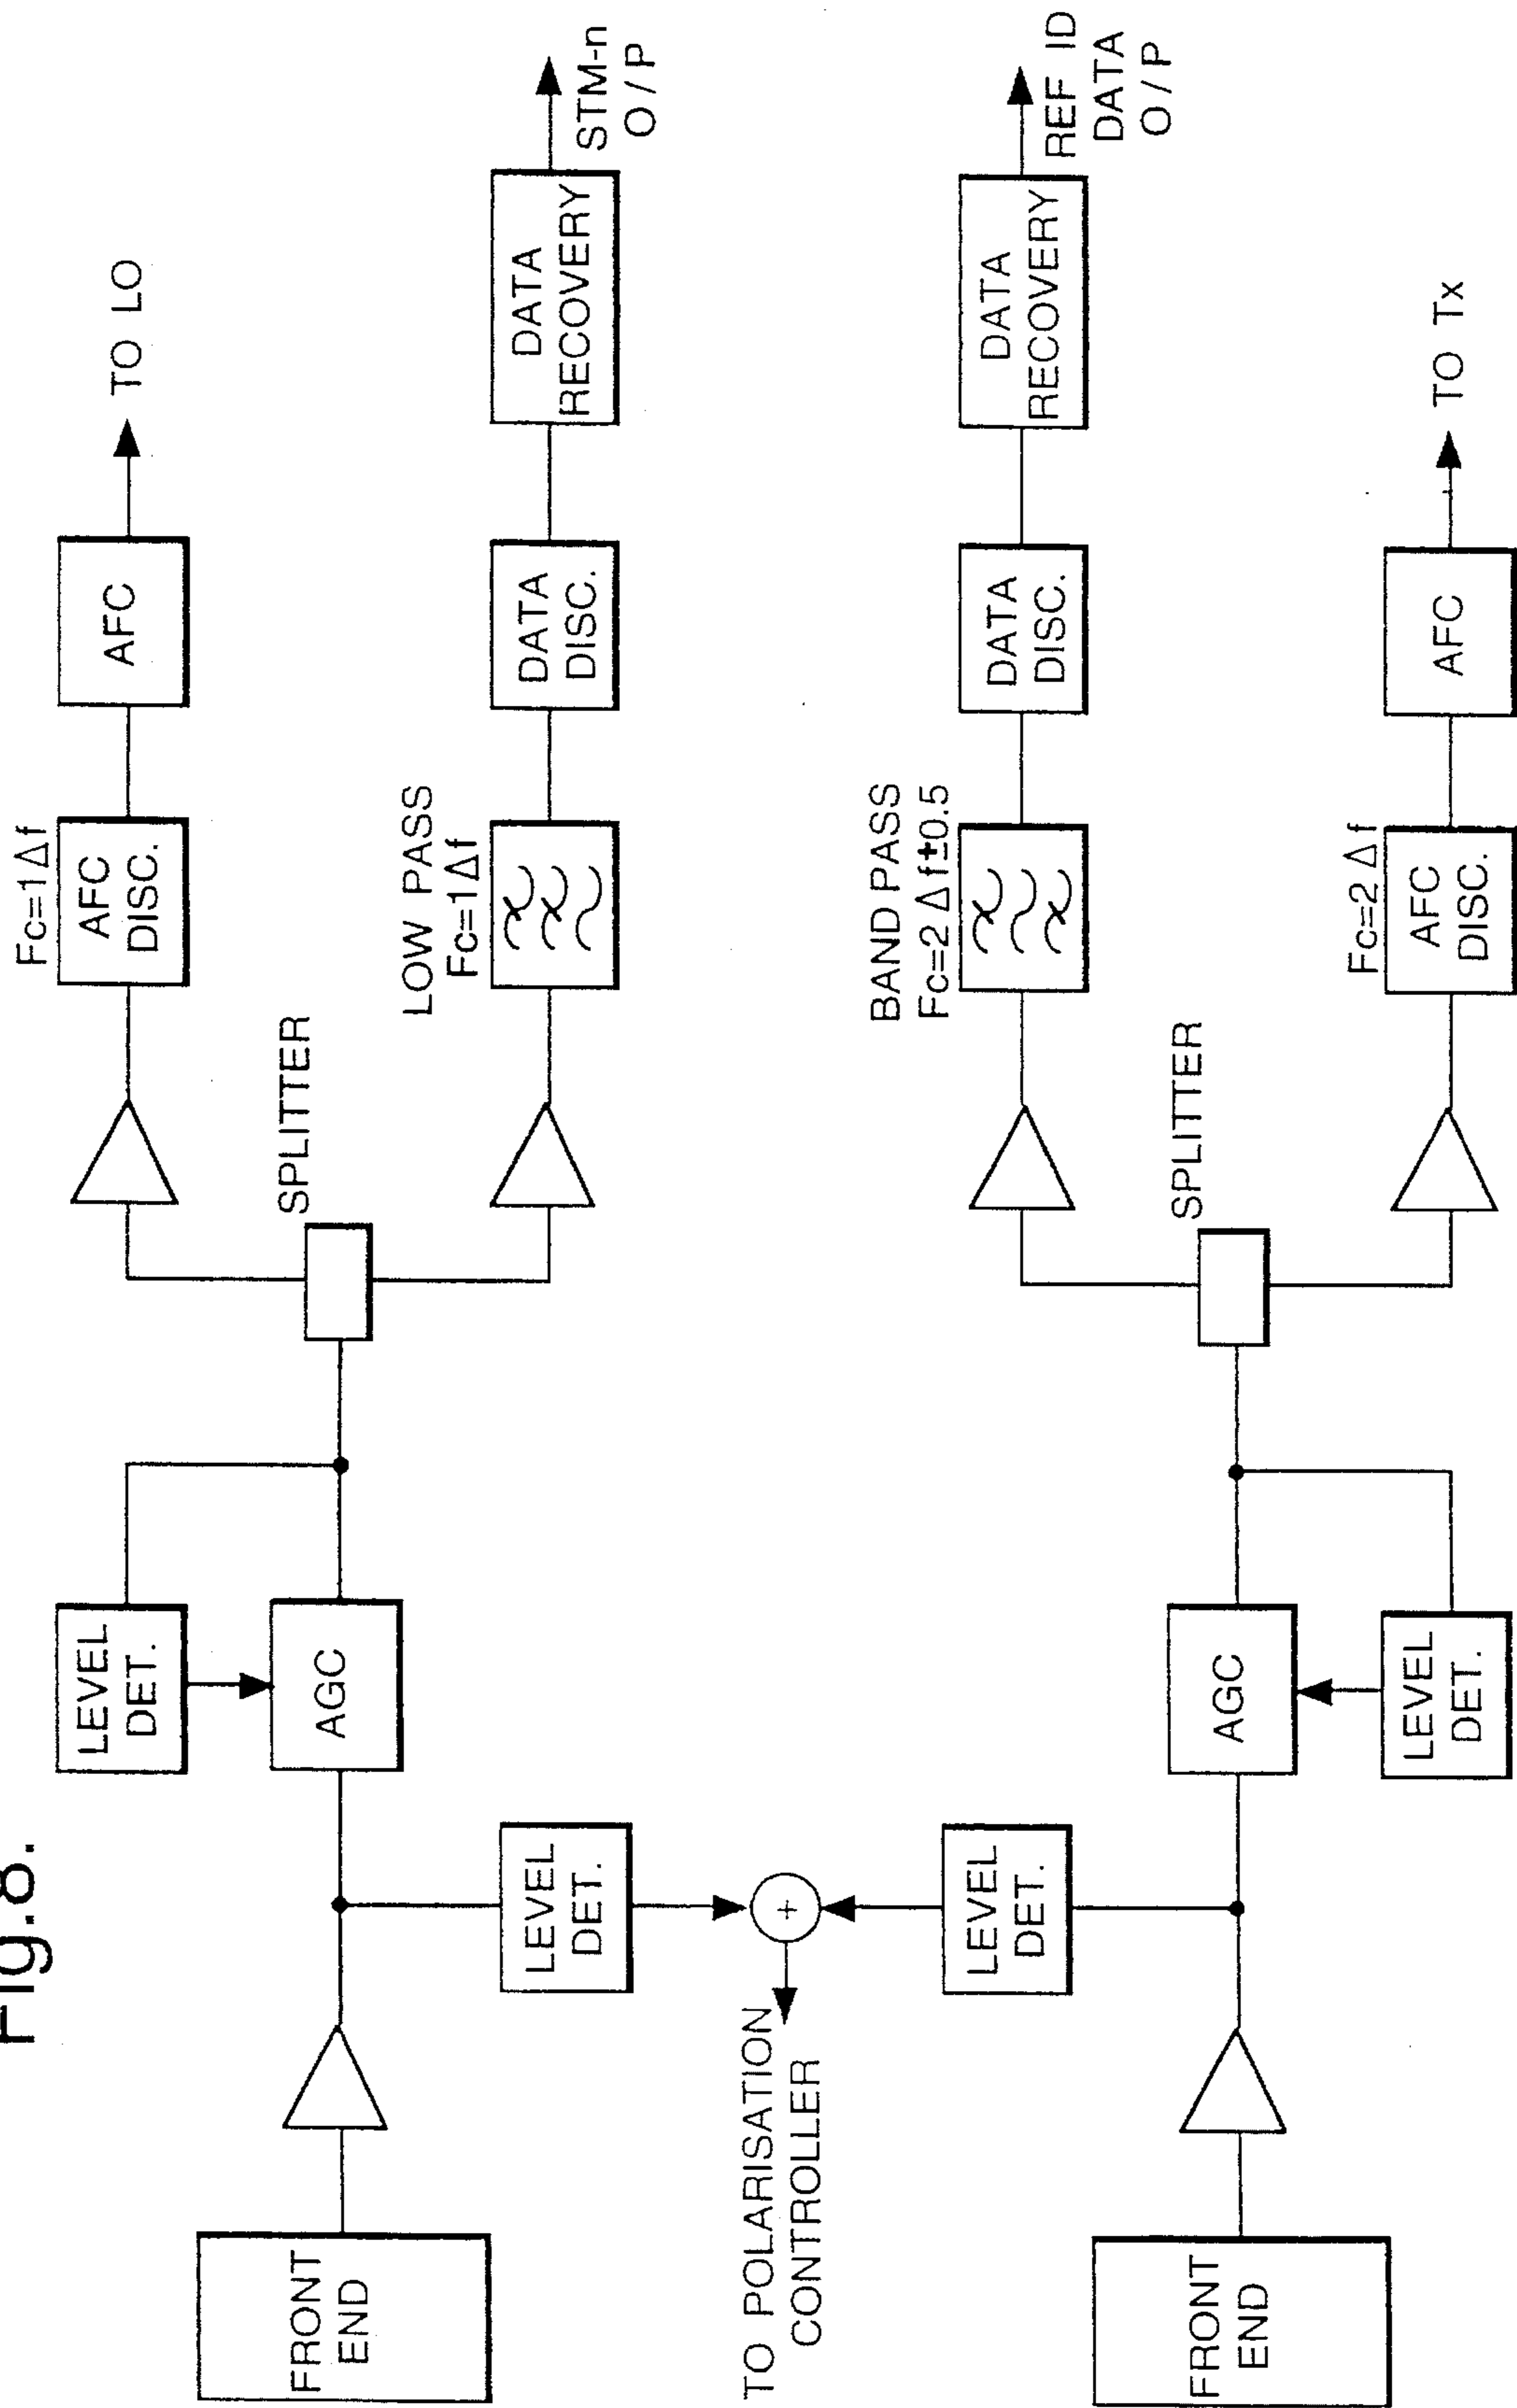 Fig.8.
FRONT
END
LEVEL
DET.
AGC
LEVEL
DET.
SPLITTER
Fc=1Δf
AFC
DISC.
AFC
TO LO
LOW PASS
Fc=1Δf
DATA
DISC.
DATA
RECOVERY
STM-n
O/P
TO POLARISATION
CONTROLLER
+
FRONT
END
LEVEL
DET.
AGC
LEVEL
DET.
SPLITTER
BAND PASS
Fc=2Δf±0.5
DATA
DISC.
DATA
RECOVERY
REF ID
DATA
O/P
Fc=2Δf
AFC
DISC.
AFC
TO Tx